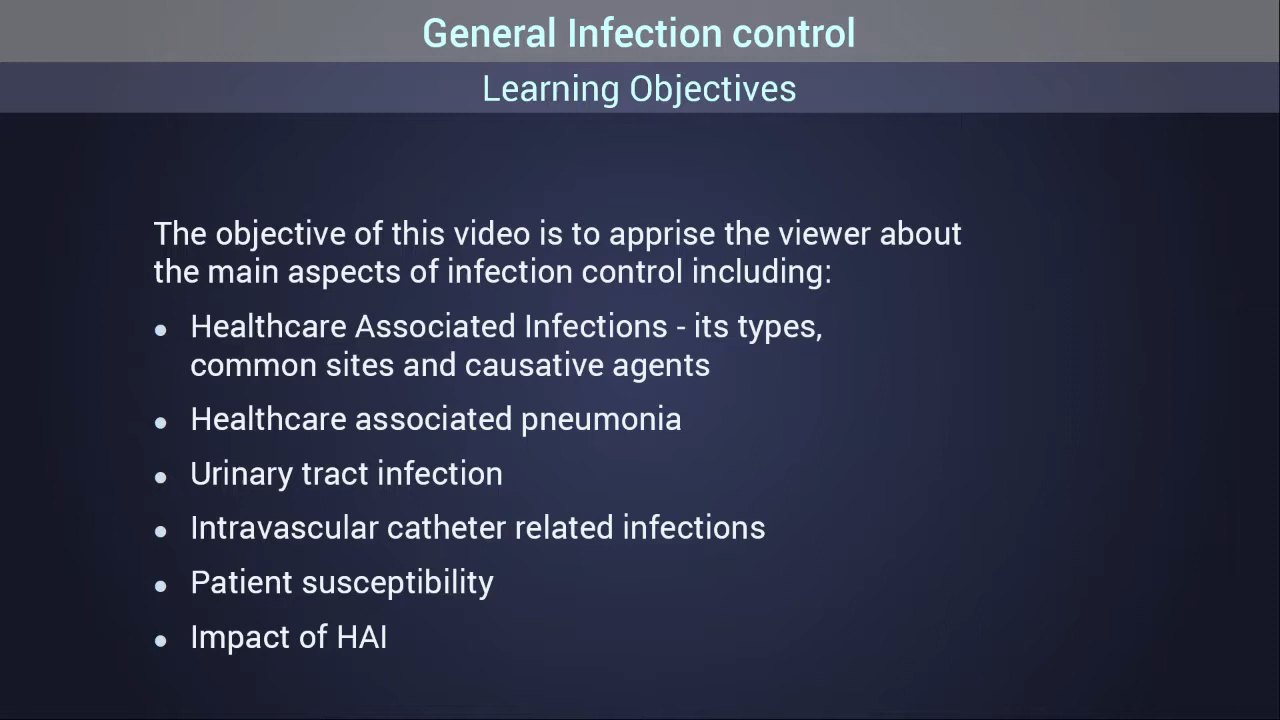 General Infection control
Learning Objectives
The objective of this video is to apprise the viewer about
the main aspects of infection control including:
• Healthcare Associated Infections - its types,
common sites and causative agents
• Healthcare associated pneumonia
• Urinary tract infection
• Intravascular catheter related infections
• Patient susceptibility
• Impact of HAI